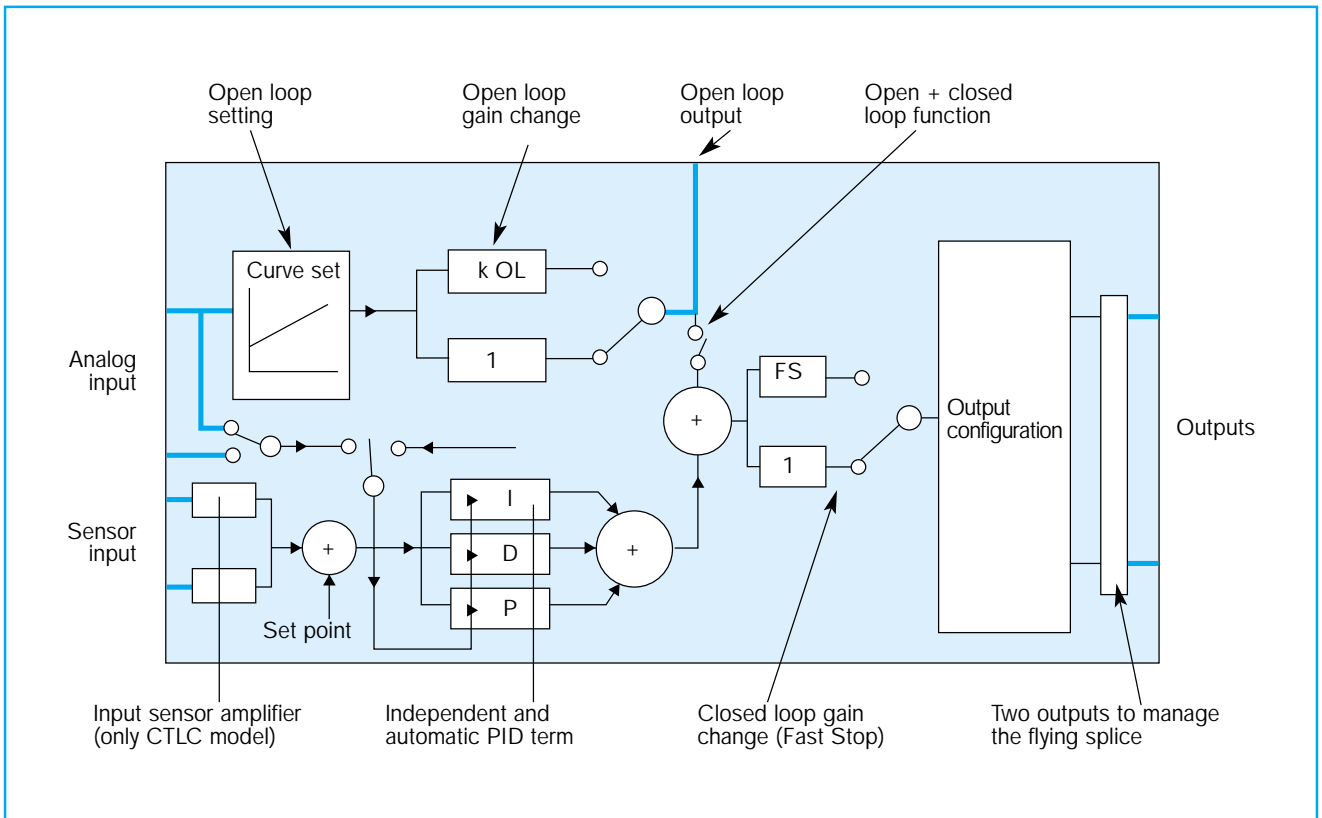 Open loop
setting
Open loop
gain change
Open loop
output
Open + closed
loop function
Curve set
k OL
1
Analog
input
FS
+
1
Output
configuration
Outputs
Sensor
input
I
+
D
+
P
Set point
Input sensor amplifier
(only CTLC model)
Independent and
automatic PID term
Closed loop gain
change (Fast Stop)
Two outputs to manage
the flying splice